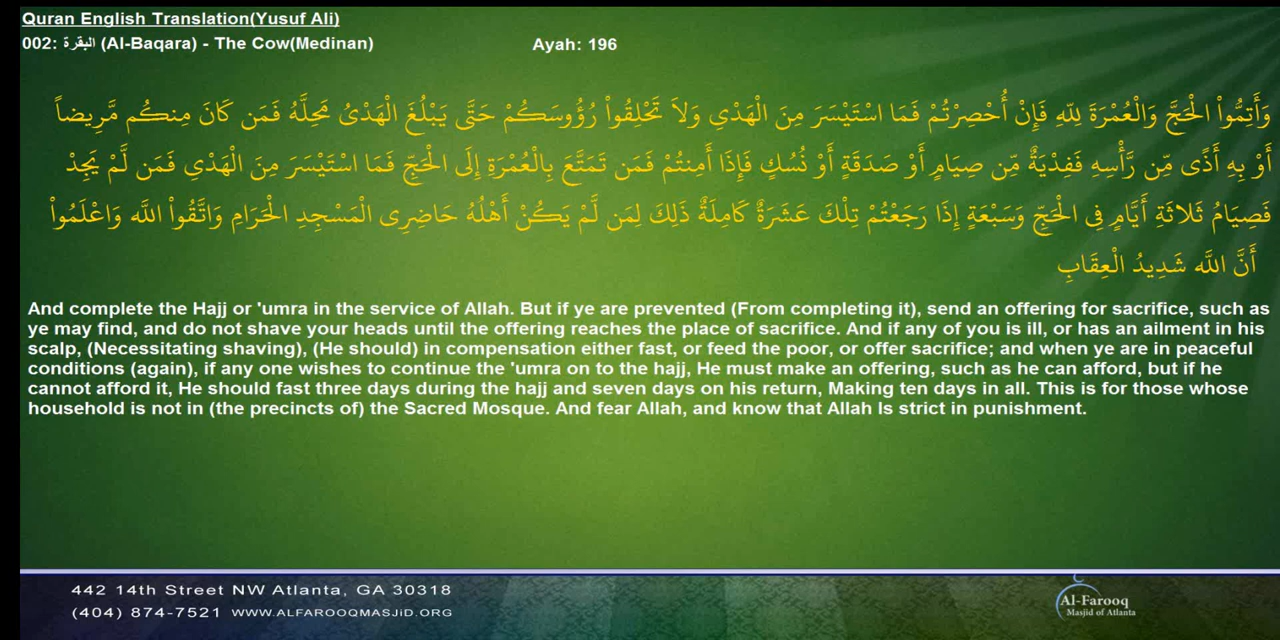 Quran English Translation(Yusuf Ali)
002: البقرة (Al-Baqara) - The Cow(Medinan)
Ayah: 196
وَأَتِمُّواْ الْحَجَّ وَالْعُمْرَةَ لِلّهِ فَإِنْ أُحْصِرْتُمْ فَمَا اسْتَيْسَرَ مِنَ الْهَدْيِ وَلاَ تَحْلِقُواْ رُؤُوسَكُمْ حَتَّى يَبْلُغَ الْهَدْيُ مَحِلَّهُ فَمَن كَانَ مِنكُم مَّرِيضاً
أَوْ بِهِ أَذًى مِّن رَّأْسِهِ فَفِدْيَةٌ مِّن صِيَامٍ أَوْ صَدَقَةٍ أَوْ نُسُكٍ فَإِذَا أَمِنتُمْ فَمَن تَمَتَّعَ بِالْعُمْرَةِ إِلَى الْحَجِّ فَمَا اسْتَيْسَرَ مِنَ الْهَدْيِ فَمَن لَّمْ يَجِدْ
فَصِيَامُ ثَلاثَةِ أَيَّامٍ فِي الْحَجِّ وَسَبْعَةٍ إِذَا رَجَعْتُمْ تِلْكَ عَشَرَةٌ كَامِلَةٌ ذَلِكَ لِمَن لَّمْ يَكُنْ أَهْلُهُ حَاضِرِي الْمَسْجِدِ الْحَرَامِ وَاتَّقُواْ اللّه وَاعْلَمُواْ
أَنَّ اللّه شَدِيدُ الْعِقَابِ
And complete the Hajj or 'umra in the service of Allah. But if ye are prevented (From completing it), send an offering for sacrifice, such as
ye may find, and do not shave your heads until the offering reaches the place of sacrifice. And if any of you is ill, or has an ailment in his
scalp, (Necessitating shaving), (He should) in compensation either fast, or feed the poor, or offer sacrifice; and when ye are in peaceful
conditions (again), if any one wishes to continue the 'umra on to the hajj, He must make an offering, such as he can afford, but if he
cannot afford it, He should fast three days during the hajj and seven days on his return, Making ten days in all. This is for those whose
household is not in (the precincts of) the Sacred Mosque. And fear Allah, and know that Allah Is strict in punishment.
442 14th Street NW Atlanta, GA 30318
(404) 874-7521 WWW.ALFAROOQMASJiD.ORG
Al-Farooq
Masjid of Atlanta